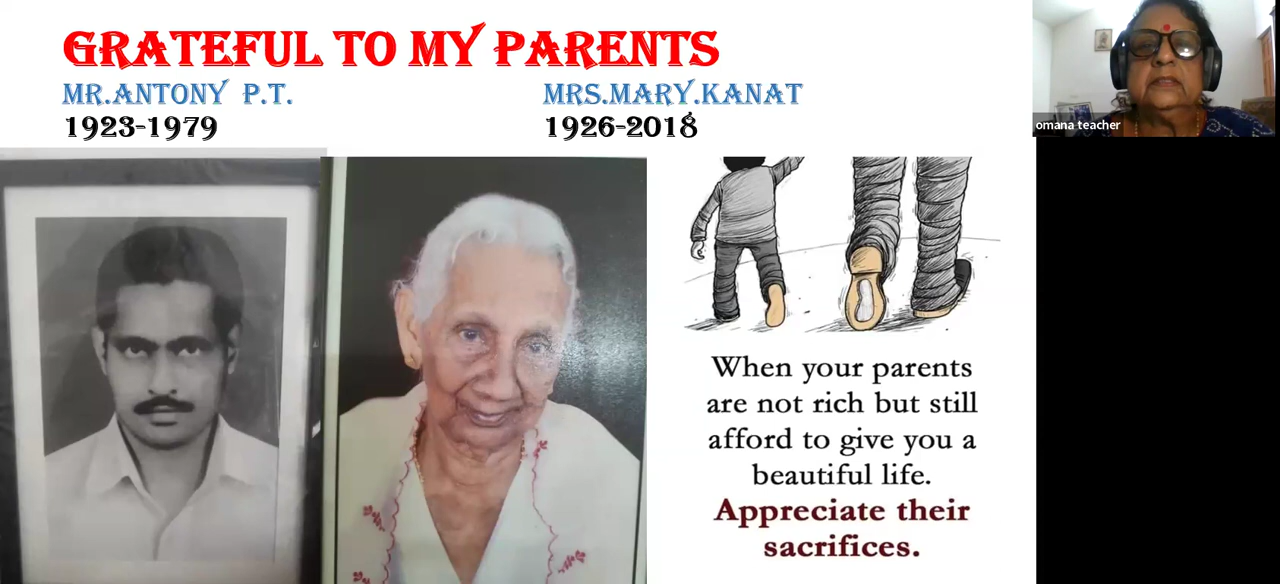 GRATEFUL TO MY PARENTS
MR.ANTONY P.T.
MRS.MARY.KANAT
1923-1979
1926-2018
omana teacher
When your parents
are not rich but still
afford to give you a
beautiful life.
Appreciate their
sacrifices.